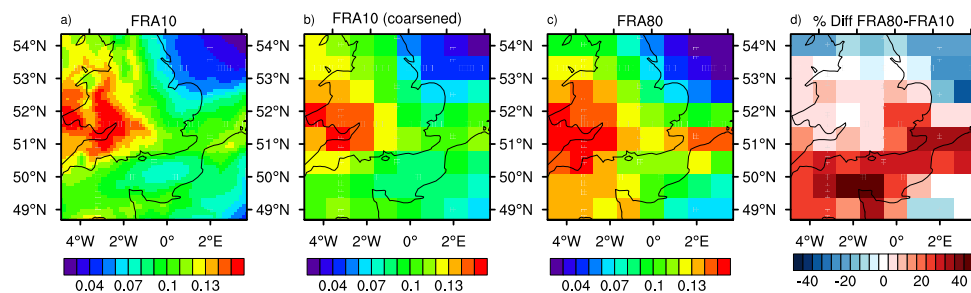 a) FRA10
b) FRA10 (coarsened)
c) FRA80
d) % Diff FRA80-FRA10
54°N
53°N
52°N
51°N
50°N
49°N
4°W 2°W 0° 2°E
0.04 0.07 0.1 0.13
54°N
53°N
52°N
51°N
50°N
49°N
4°W 2°W 0° 2°E
0.04 0.07 0.1 0.13
54°N
53°N
52°N
51°N
50°N
49°N
4°W 2°W 0° 2°E
0.04 0.07 0.1 0.13
54°N
53°N
52°N
51°N
50°N
49°N
4°W 2°W 0° 2°E
-40 -20 0 20 40